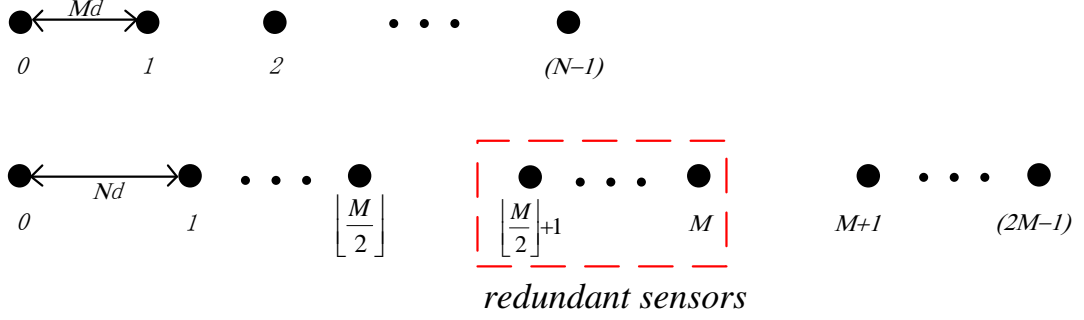 Md
0 1 2 (N–1)
Nd
0 1 ⌊M/2⌋ ⌊M/2⌋+1 M M+1 (2M–1)
redundant sensors